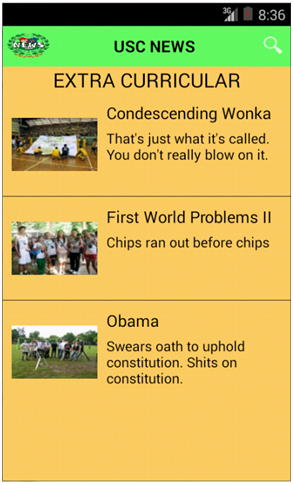 3G 8:36
NEWS
USC NEWS
EXTRA CURRICULAR
Condescending Wonka
That's just what it's called.
You don't really blow on it.
First World Problems II
Chips ran out before chips
Obama
Swears oath to uphold
constitution. Shits on
constitution.